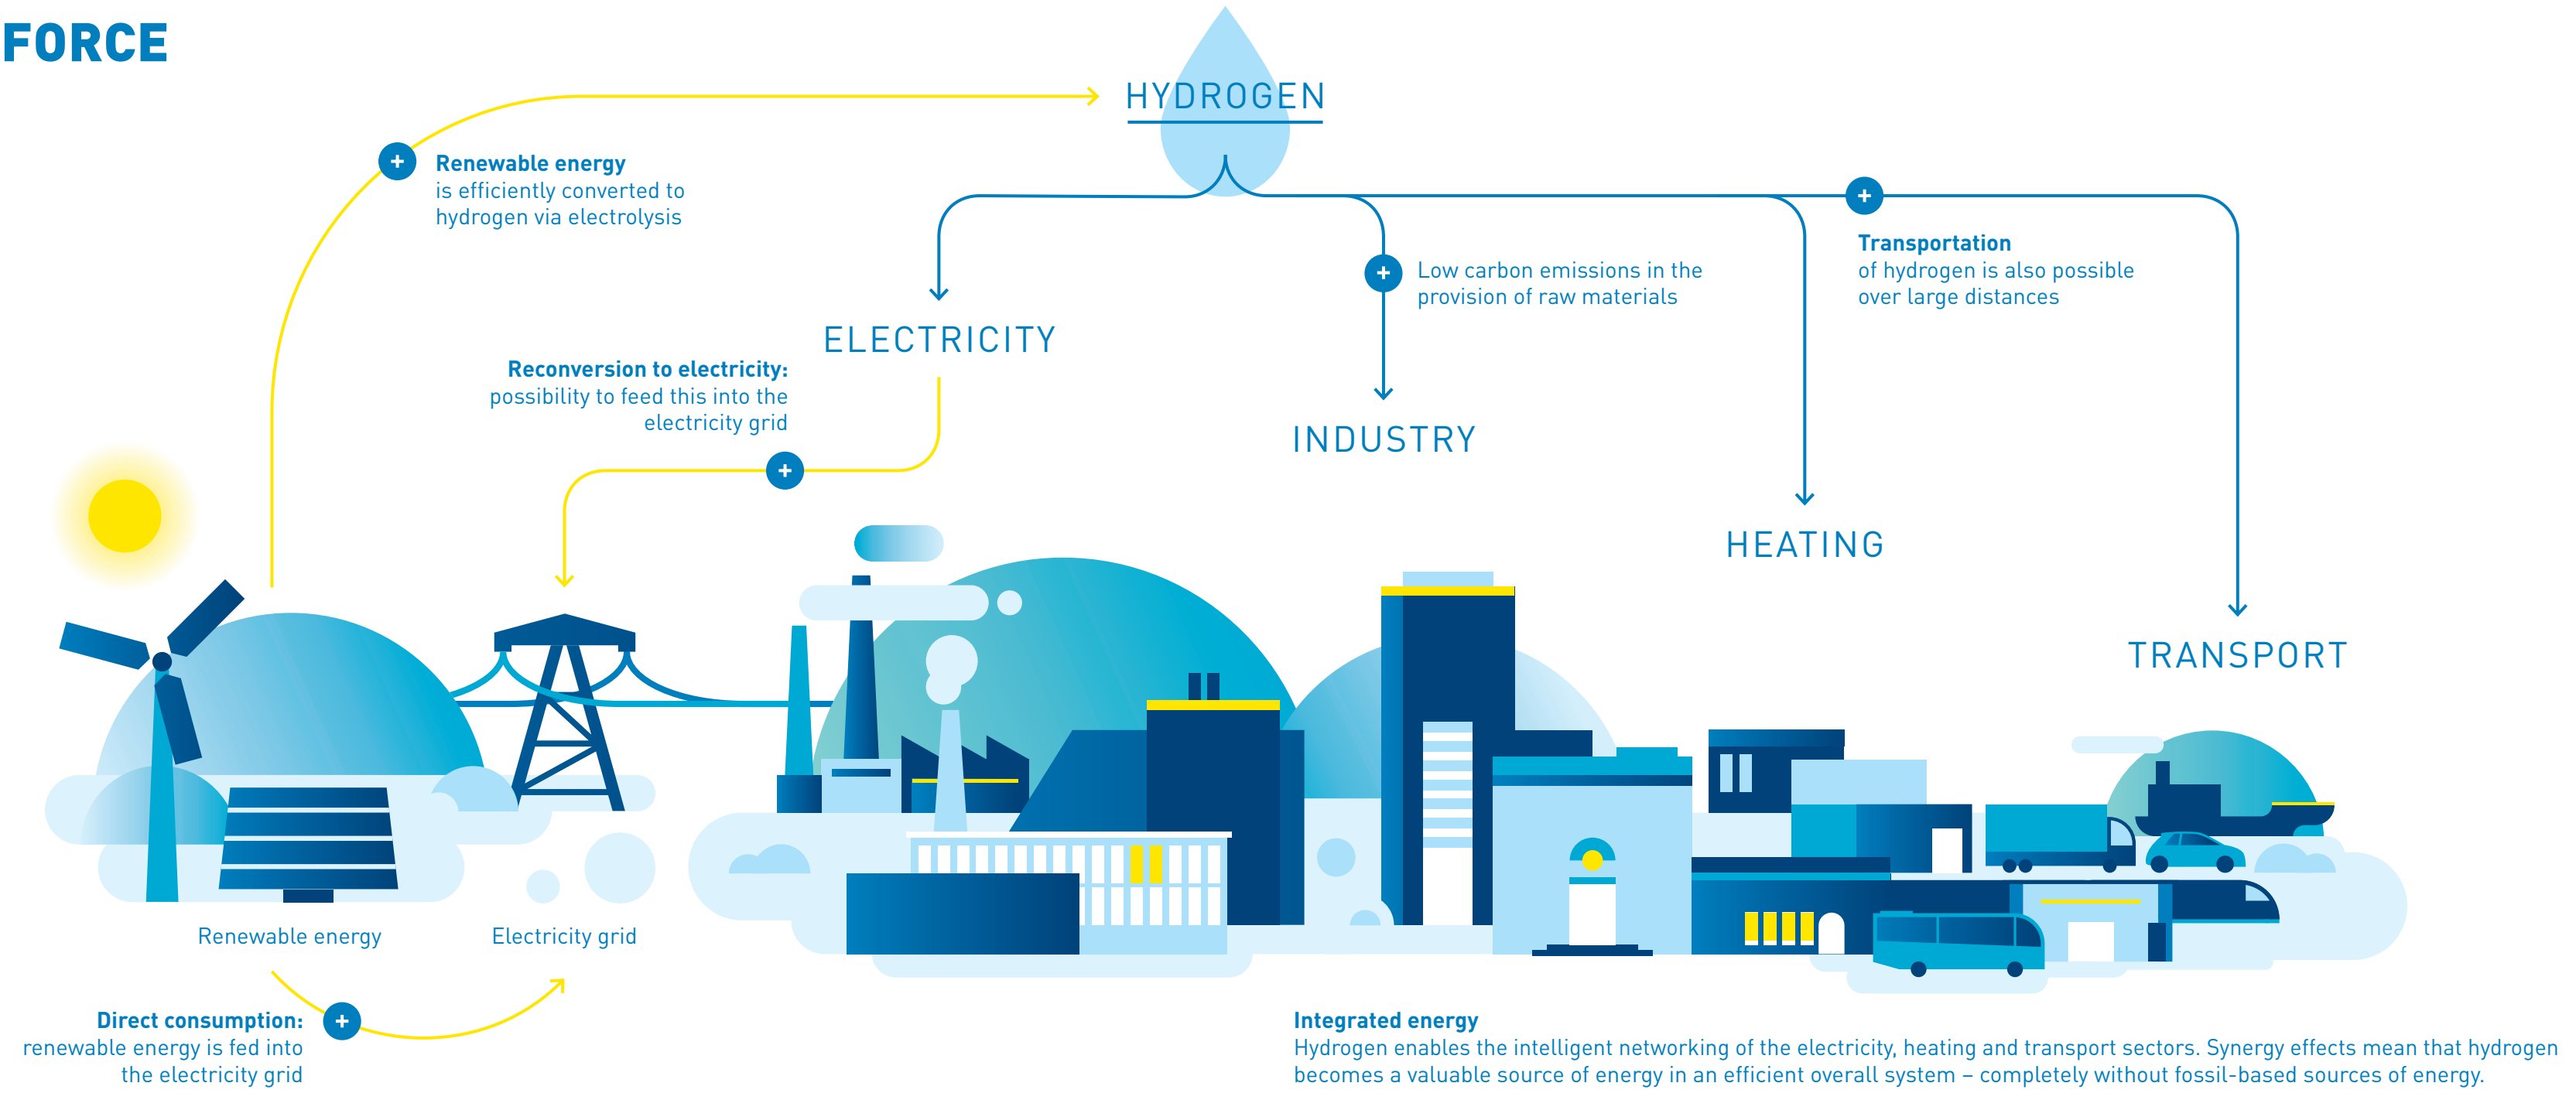 FORCE
HYDROGEN
Renewable energy
is efficiently converted to
hydrogen via electrolysis
Transportation
of hydrogen is also possible
over large distances
Low carbon emissions in the
provision of raw materials
ELECTRICITY
Reconversion to electricity:
possibility to feed this into the
electricity grid
INDUSTRY
HEATING
TRANSPORT
Renewable energy
Electricity grid
Direct consumption:
renewable energy is fed into
the electricity grid
Integrated energy
Hydrogen enables the intelligent networking of the electricity, heating and transport sectors. Synergy effects mean that hydrogen
becomes a valuable source of energy in an efficient overall system – completely without fossil-based sources of energy.